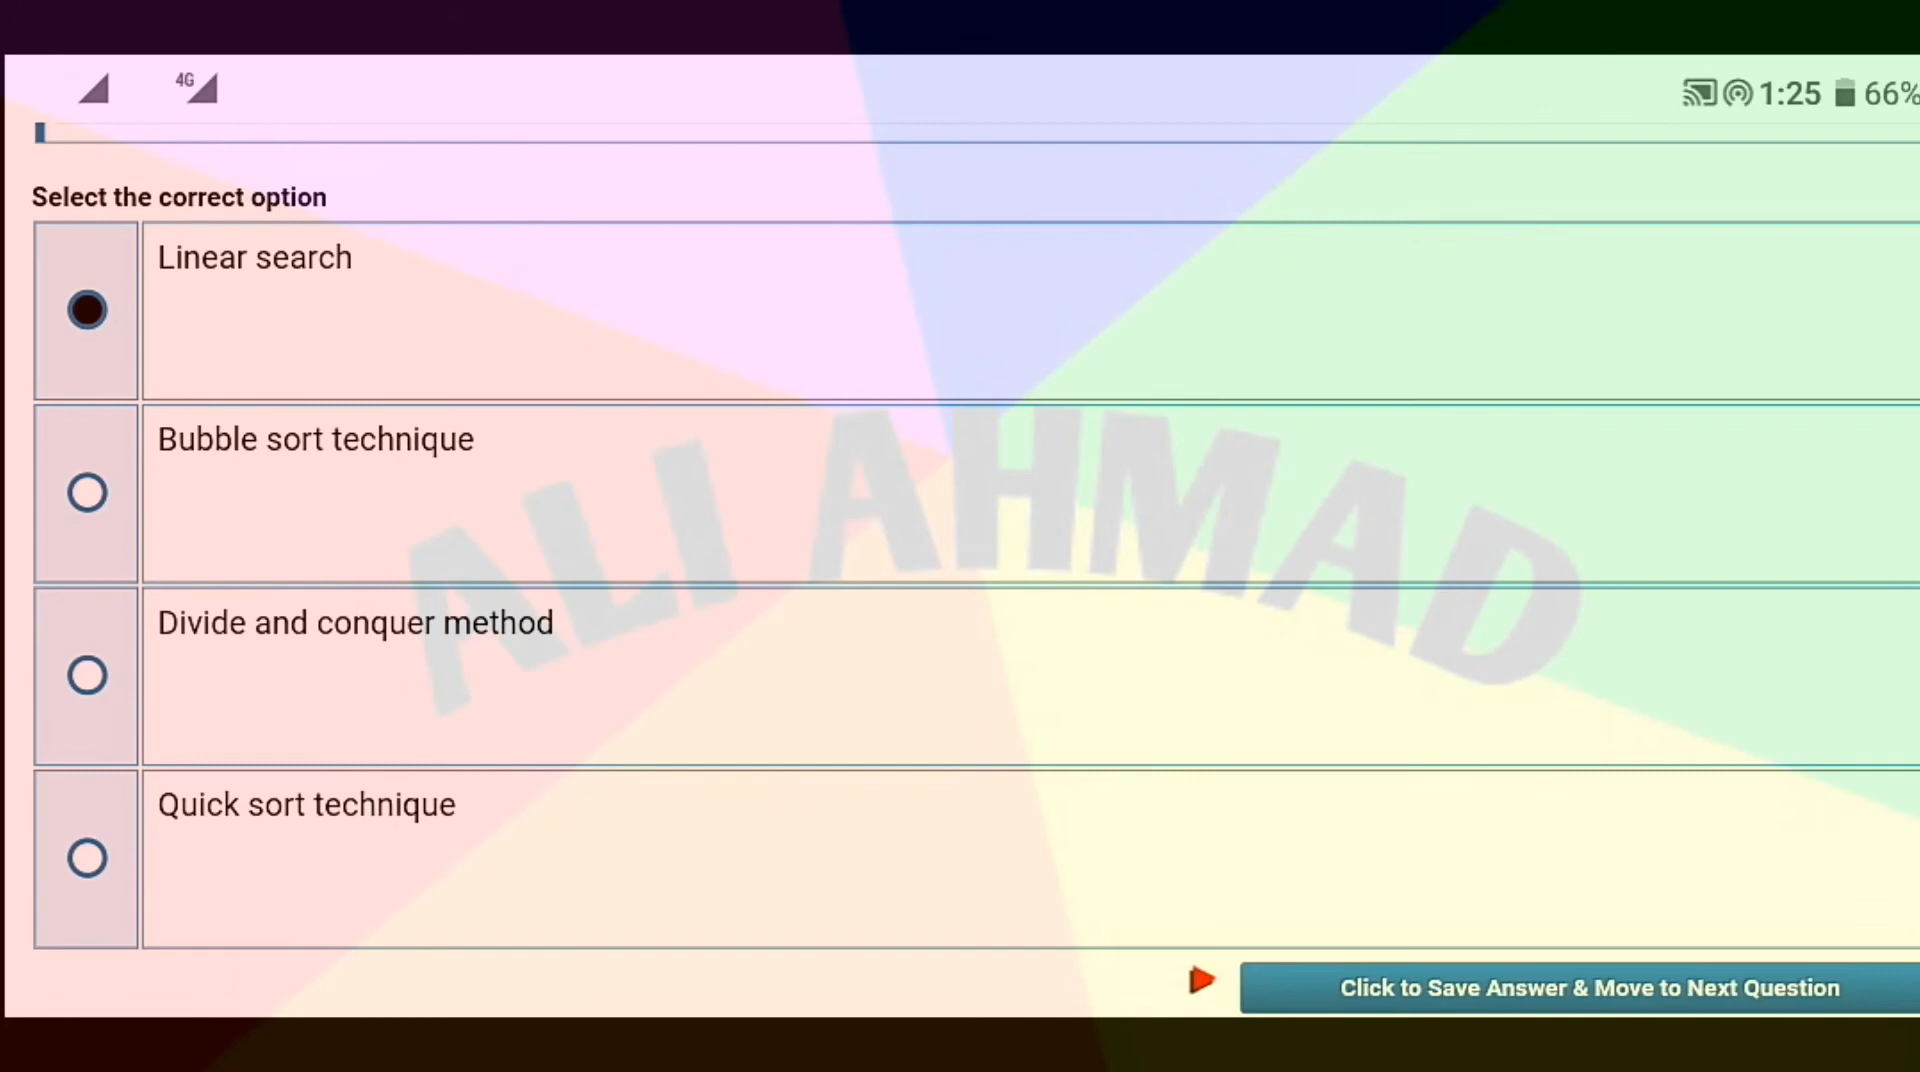 4G 1:25 66%
Select the correct option
Linear search
Bubble sort technique
Divide and conquer method
Quick sort technique
ALI AHMAD
Click to Save Answer & Move to Next Question